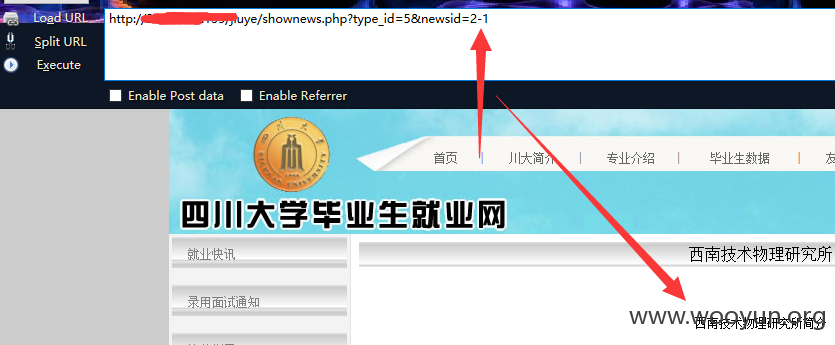 Load URL
Split URL
Execute
/jiuye/shownews.php?type_id=5&newsid=2-1
Enable Post data
Enable Referrer
四川大学毕业生就业网
首页
川大简介
专业介绍
毕业生数据
就业快讯
录用面试通知
西南技术物理研究所
www.wooyun.org
西南技术物理研究所简介